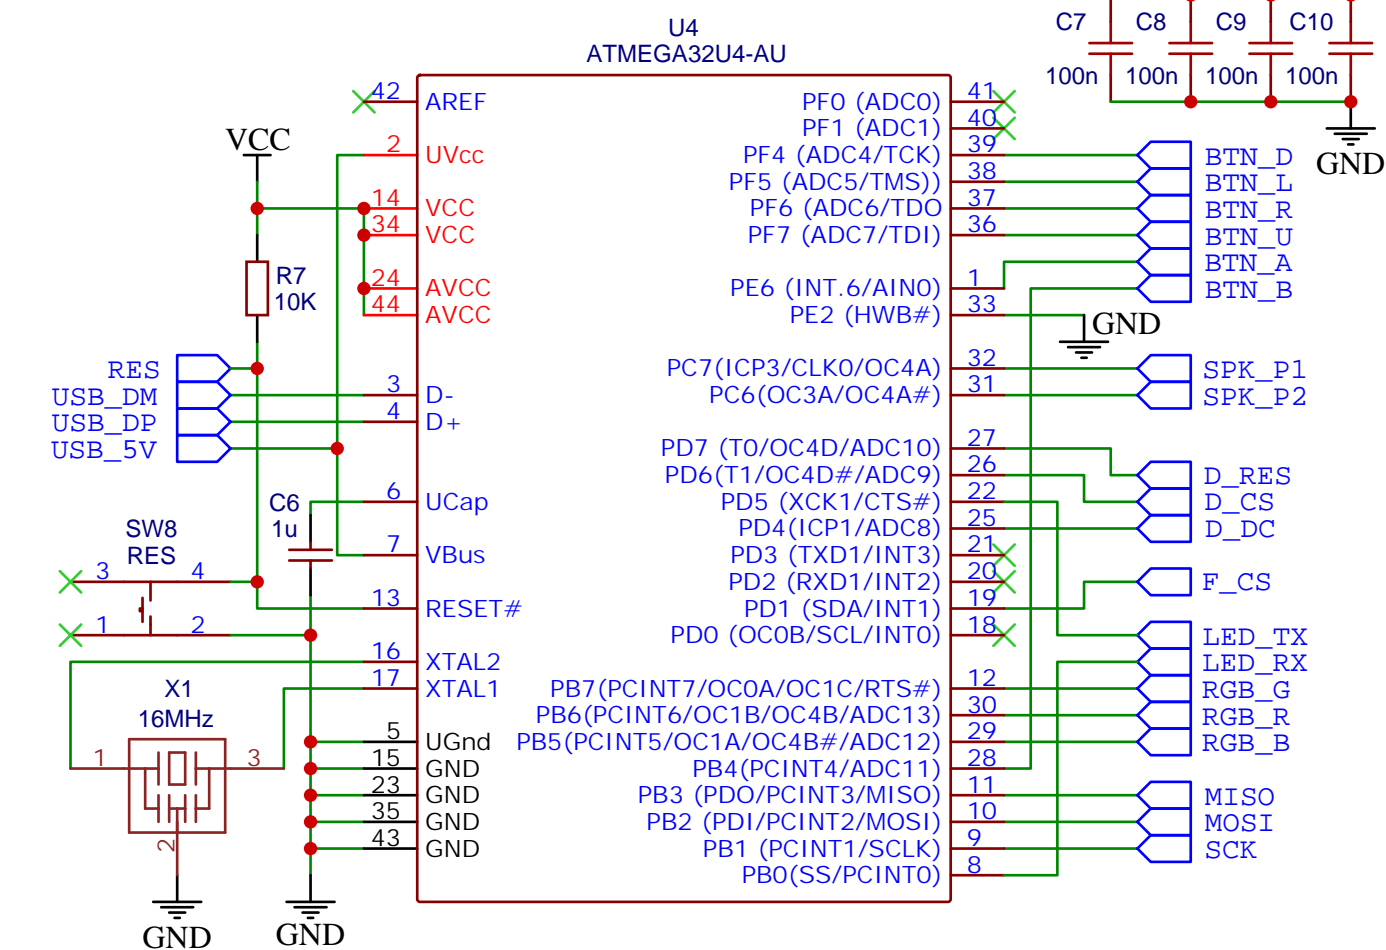 U4
ATMEGA32U4-AU
C7 C8 C9 C10
100n 100n 100n 100n
GND
VCC
R7
10K
RES
USB_DM
USB_DP
USB_5V
C6
1u
SW8
RES
3 4
1 2
X1
16MHz
1 3
2
GND
GND
42 AREF
2 UVcc
14 VCC
34 VCC
24 AVCC
44 AVCC
3 D-
4 D+
6 UCap
7 VBus
13 RESET#
16 XTAL2
17 XTAL1
5 UGnd
15 GND
23 GND
35 GND
43 GND
PF0 (ADC0) 41
PF1 (ADC1) 40
PF4 (ADC4/TCK) 39 BTN_D
PF5 (ADC5/TMS)) 38 BTN_L
PF6 (ADC6/TDO 37 BTN_R
PF7 (ADC7/TDI) 36 BTN_U
BTN_A
PE6 (INT.6/AIN0) 1 BTN_B
PE2 (HWB#) 33 GND
PC7(ICP3/CLK0/OC4A) 32 SPK_P1
PC6(OC3A/OC4A#) 31 SPK_P2
PD7 (T0/OC4D/ADC10) 27
PD6(T1/OC4D#/ADC9) 26 D_RES
PD5 (XCK1/CTS#) 22 D_CS
PD4(ICP1/ADC8) 25 D_DC
PD3 (TXD1/INT3) 21
PD2 (RXD1/INT2) 20 F_CS
PD1 (SDA/INT1) 19
PD0 (OC0B/SCL/INT0) 18 LED_TX
LED_RX
PB7(PCINT7/OC0A/OC1C/RTS#) 12 RGB_G
PB6(PCINT6/OC1B/OC4B/ADC13) 30 RGB_R
PB5(PCINT5/OC1A/OC4B#/ADC12) 29 RGB_B
PB4(PCINT4/ADC11) 28
PB3 (PDO/PCINT3/MISO) 11 MISO
PB2 (PDI/PCINT2/MOSI) 10 MOSI
PB1 (PCINT1/SCLK) 9 SCK
PB0(SS/PCINT0) 8